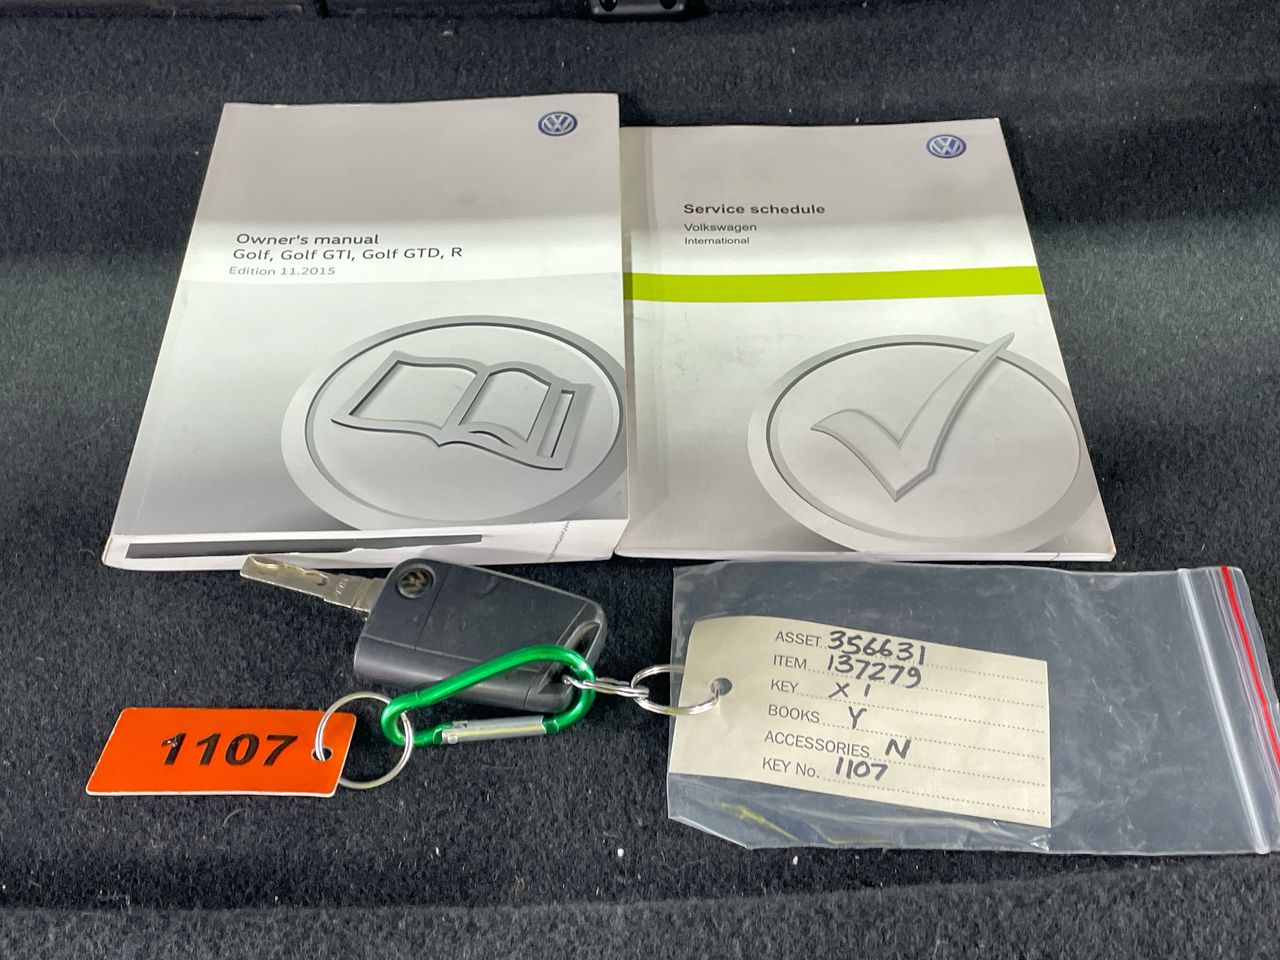 Owner's manual
Golf, Golf GTI, Golf GTD, R
Edition 11.2015
Service schedule
Volkswagen
International
1107
ASSET 356631
ITEM 137279
KEY X 1
BOOKS Y
ACCESSORIES N
KEY No. 1107